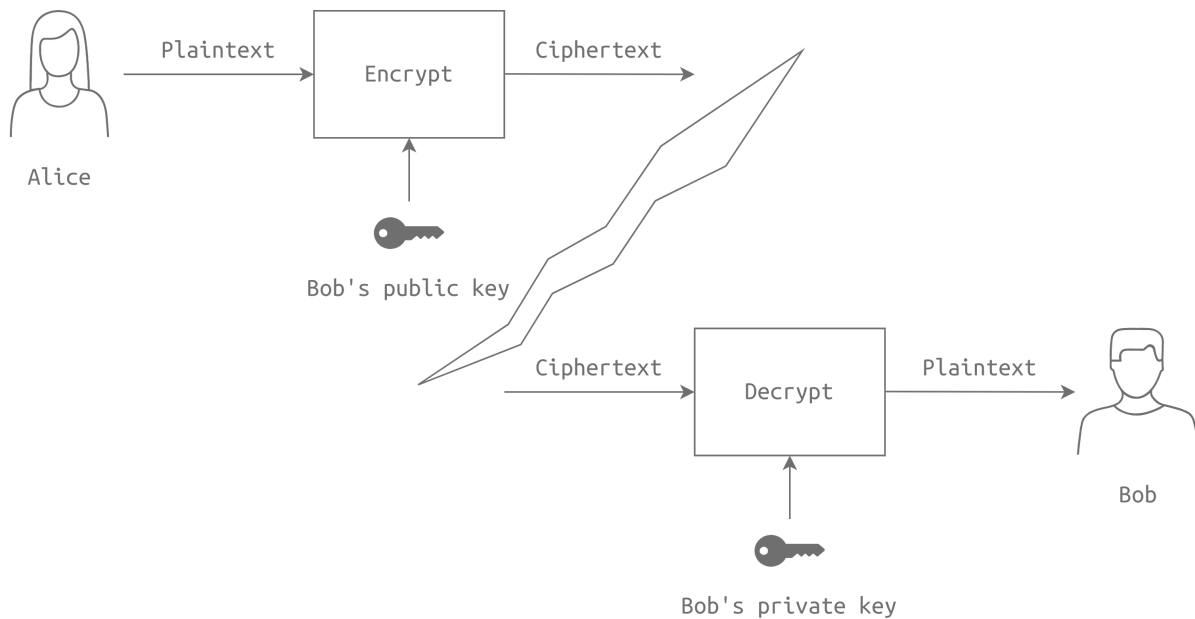 Plaintext
Ciphertext
Encrypt
Alice
Bob's public key
Ciphertext
Plaintext
Decrypt
Bob
Bob's private key